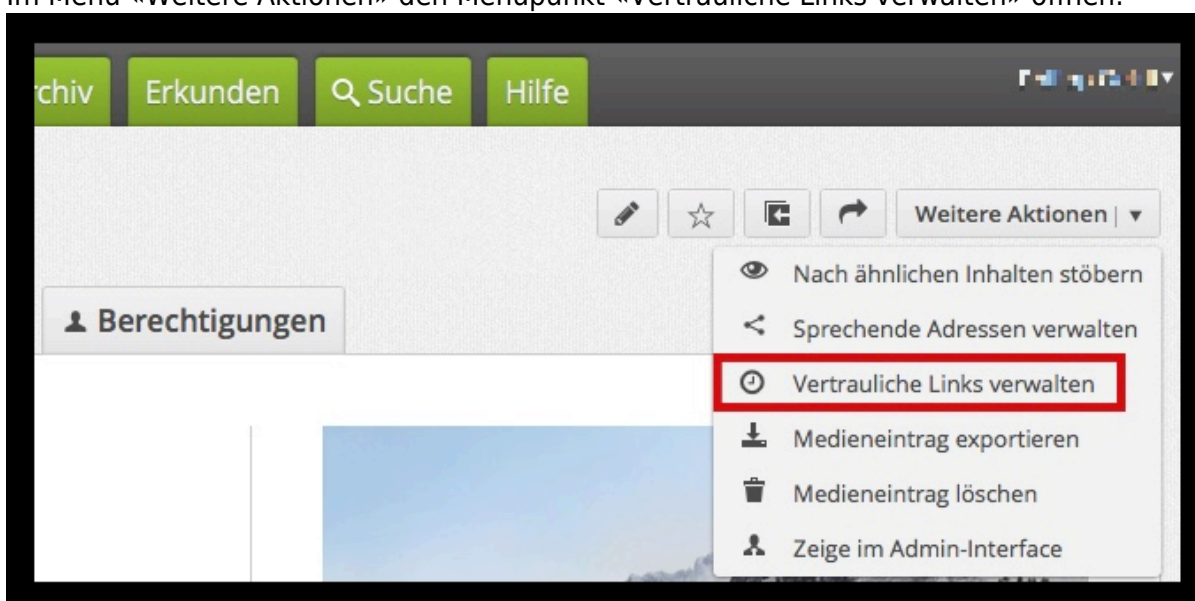 Im Menü «Weitere Aktionen» den Menüpunkt «Vertrauliche Links verwalten» öffnen.
rchiv Erkunden Suche Hilfe
Weitere Aktionen | ▼
Nach ähnlichen Inhalten stöbern
Berechtigungen
Sprechende Adressen verwalten
Vertrauliche Links verwalten
Medieneintrag exportieren
Medieneintrag löschen
Zeige im Admin-Interface